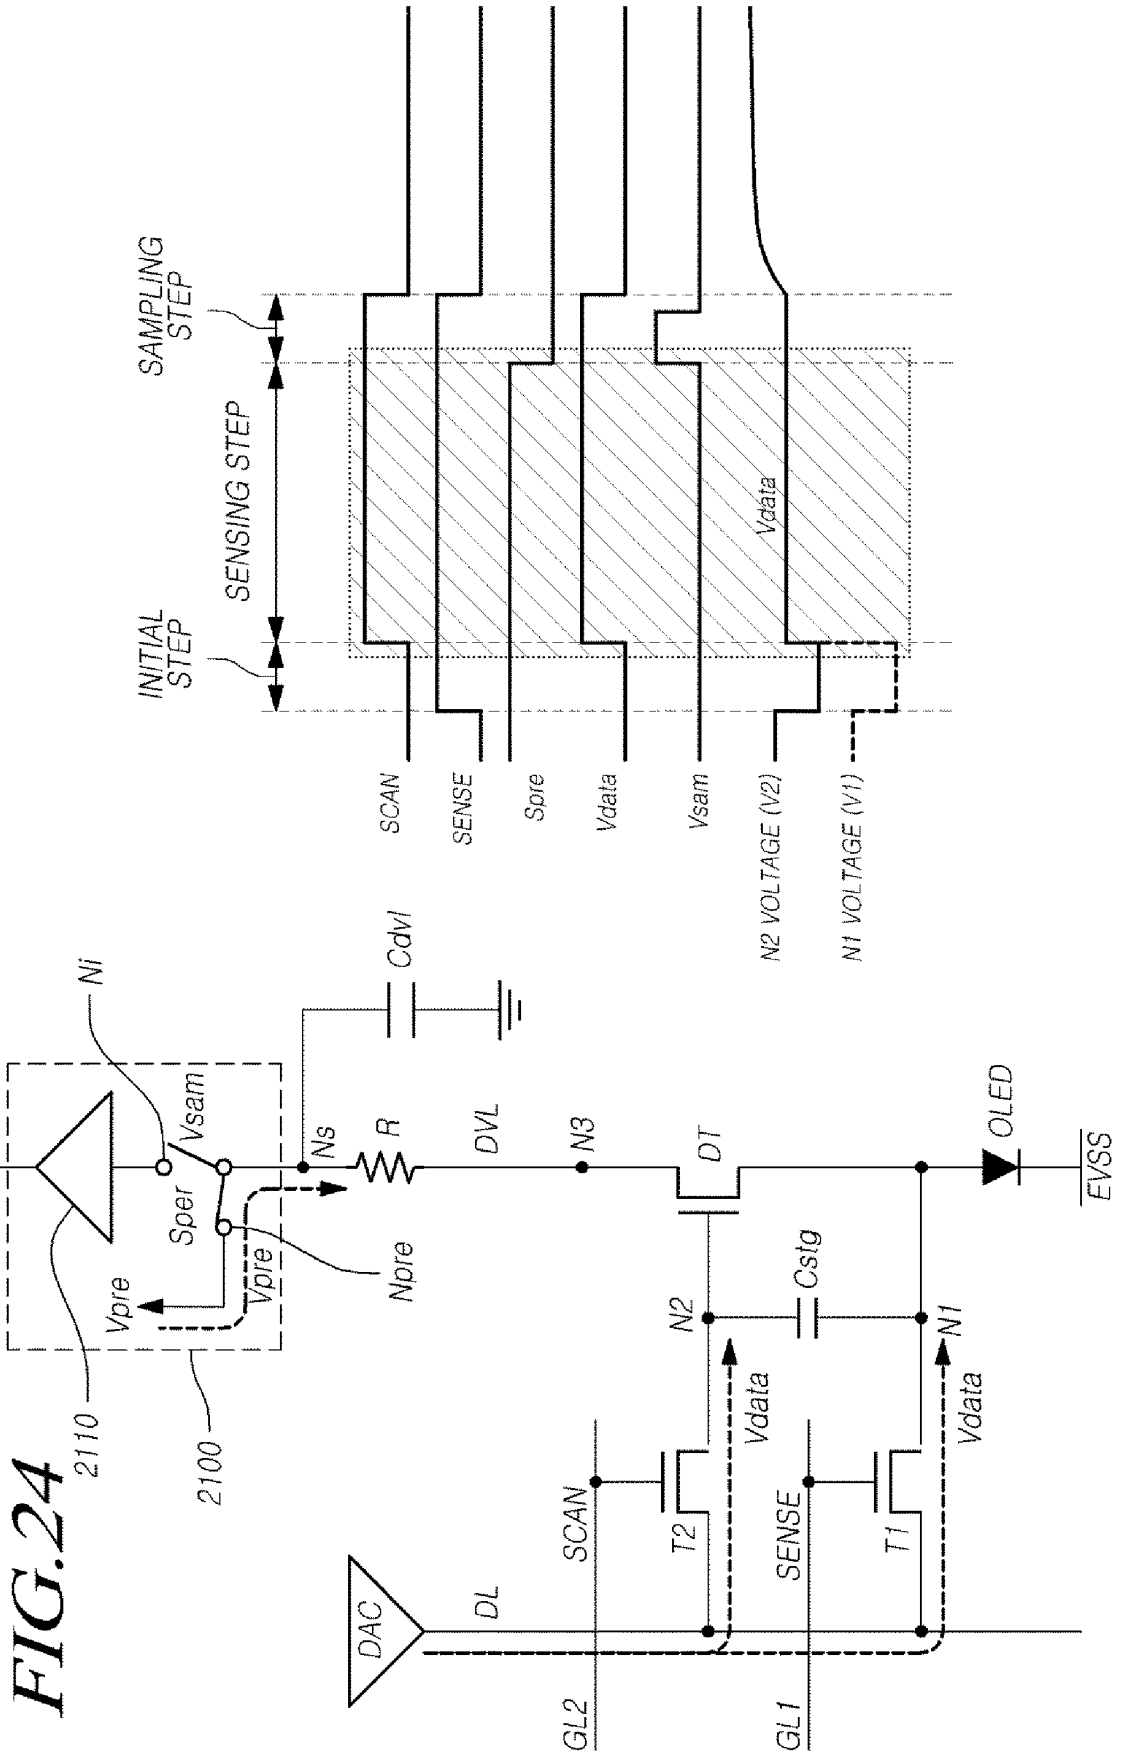 FIG.24
2110
2100
Vpre
Vpre
Sper
Vsam
Ni
Npre
Ns
Cdvl
R
DVL
N3
DAC
DL
SCAN
GL2
T2
N2
DT
Vdata
Cstg
SENSE
GL1
T1
N1
Vdata
OLED
EVSS
INITIAL
STEP
SENSING STEP
SAMPLING
STEP
SCAN
SENSE
Spre
Vdata
Vsam
N2 VOLTAGE (V2)
Vdata
N1 VOLTAGE (V1)